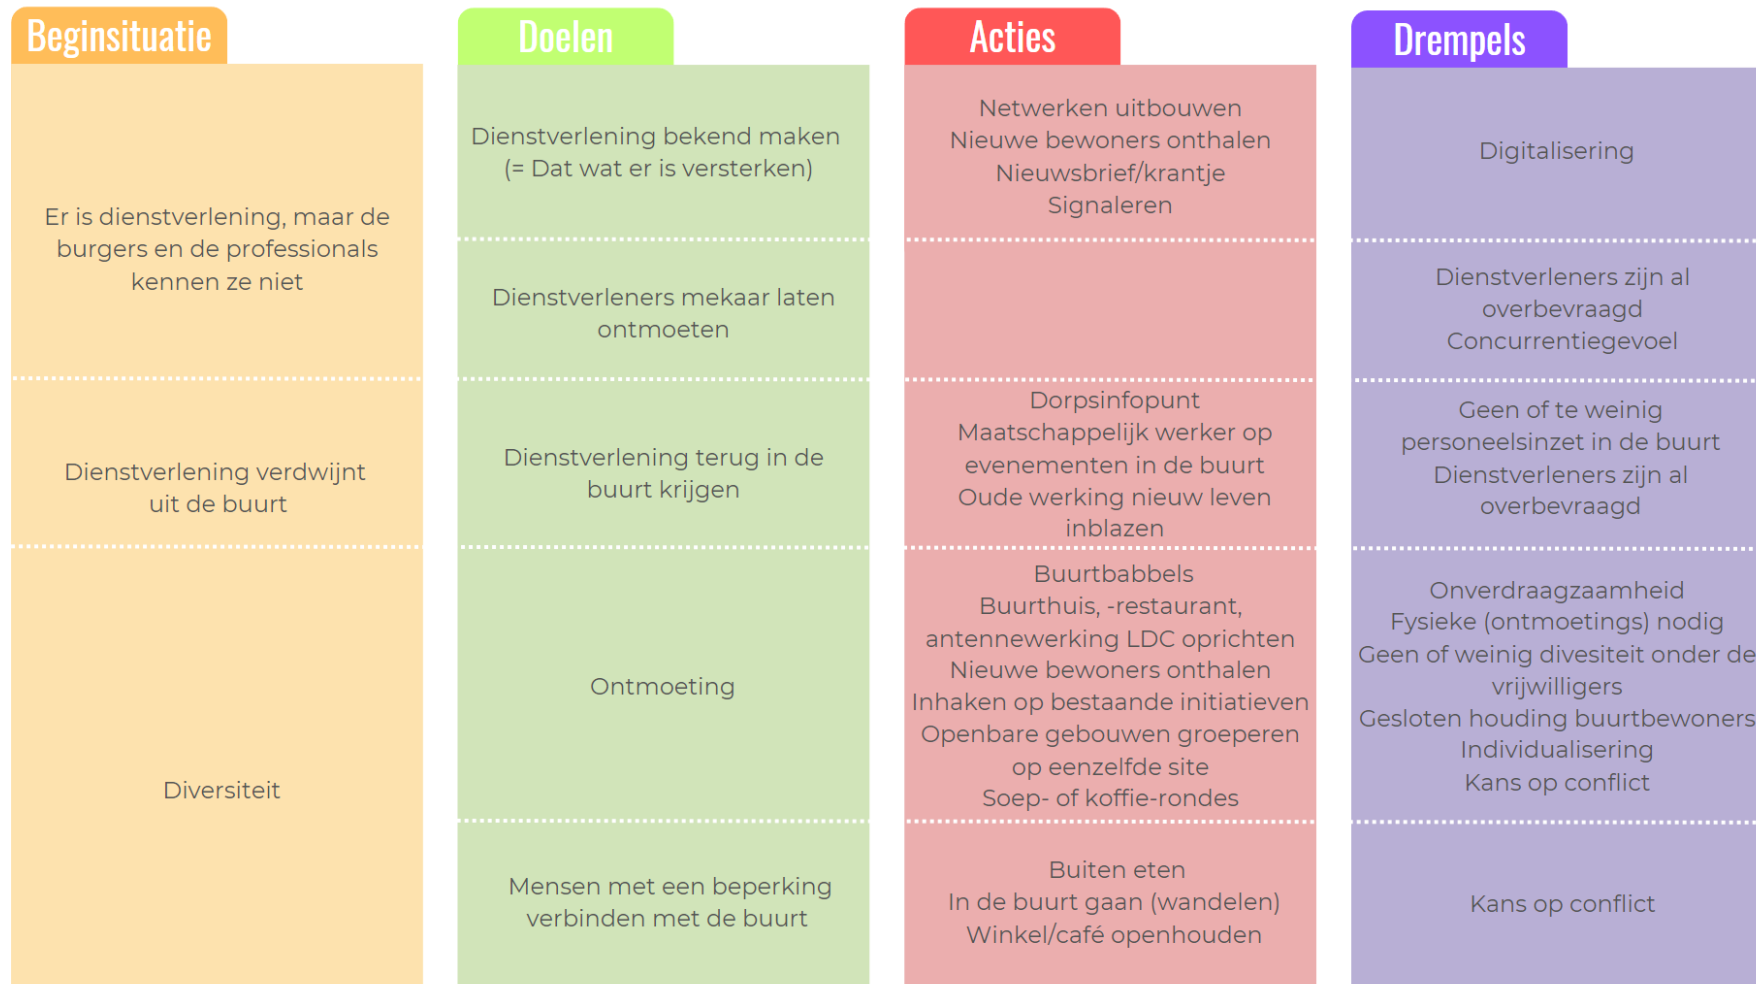 Beginsituatie
Er is dienstverlening, maar de
burgers en de professionals
kennen ze niet
Dienstverlening verdwijnt
uit de buurt
Diversiteit
Doelen
Dienstverlening bekend maken
(= Dat wat er is versterken)
Dienstverleners mekaar laten
ontmoeten
Dienstverlening terug in de
buurt krijgen
Ontmoeting
Mensen met een beperking
verbinden met de buurt
Acties
Netwerken uitbouwen
Nieuwe bewoners onthalen
Nieuwsbrief/krantje
Signaleren
Dorpsinfopunt
Maatschappelijk werker op
evenementen in de buurt
Oude werking nieuw leven
inblazen
Buurtbabbels
Buurthuis, -restaurant,
antennewerking LDC oprichten
Nieuwe bewoners onthalen
Inhaken op bestaande initiatieven
Openbare gebouwen groeperen
op eenzelfde site
Soep- of koffie-rondes
Buiten eten
In de buurt gaan (wandelen)
Winkel/café openhouden
Drempels
Digitalisering
Dienstverleners zijn al
overbevraagd
Concurrentiegevoel
Geen of te weinig
personeelsinzet in de buurt
Dienstverleners zijn al
overbevraagd
Onverdraagzaamheid
Fysieke (ontmoetings) nodig
Geen of weinig divesiteit onder de
vrijwilligers
Gesloten houding buurtbewoners
Individualisering
Kans op conflict
Kans op conflict